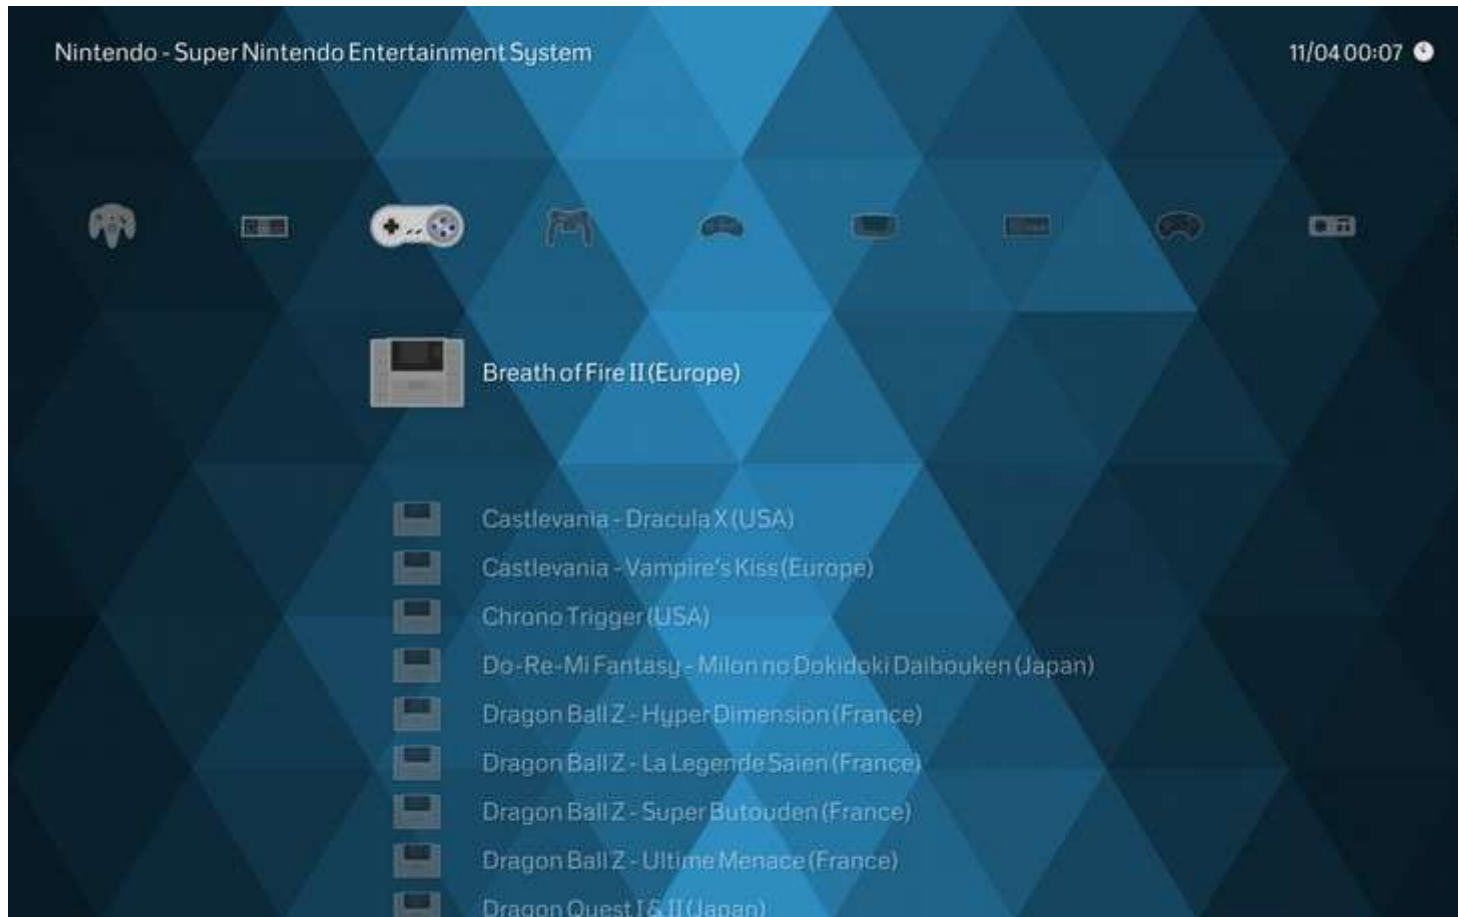 Nintendo - Super Nintendo Entertainment System
11/04 00:07
Breath of Fire II (Europe)
Castlevania - Dracula X (USA)
Castlevania - Vampire's Kiss (Europe)
Chrono Trigger (USA)
Do-Re-Mi Fantasy - Milon no Dokidoki Daibouken (Japan)
Dragon Ball Z - Hyper Dimension (France)
Dragon Ball Z - La Legende Saien (France)
Dragon Ball Z - Super Butouden (France)
Dragon Ball Z - Ultime Menace (France)
Dragon Quest I & II (Japan)